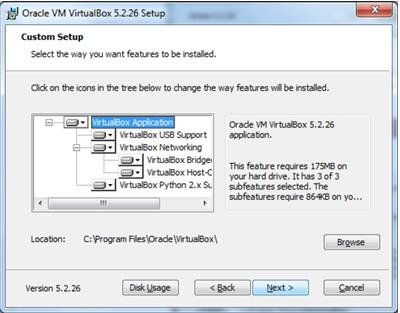 Oracle VM VirtualBox 5.2.26 Setup
Custom Setup
Select the way you want features to be installed.
Click on the icons in the tree below to change the way features will be installed.
VirtualBox Application
VirtualBox USB Support
VirtualBox Networking
VirtualBox Bridge
VirtualBox Host-C
VirtualBox Python 2.x Su
Oracle VM VirtualBox 5.2.26
application.
This feature requires 175MB on
your hard drive. It has 3 of 3
subfeatures selected. The
subfeatures require 864KB on yo...
Location: C:\Program Files\Oracle\VirtualBox\
Browse
Version 5.2.26 Disk Usage < Back Next > Cancel